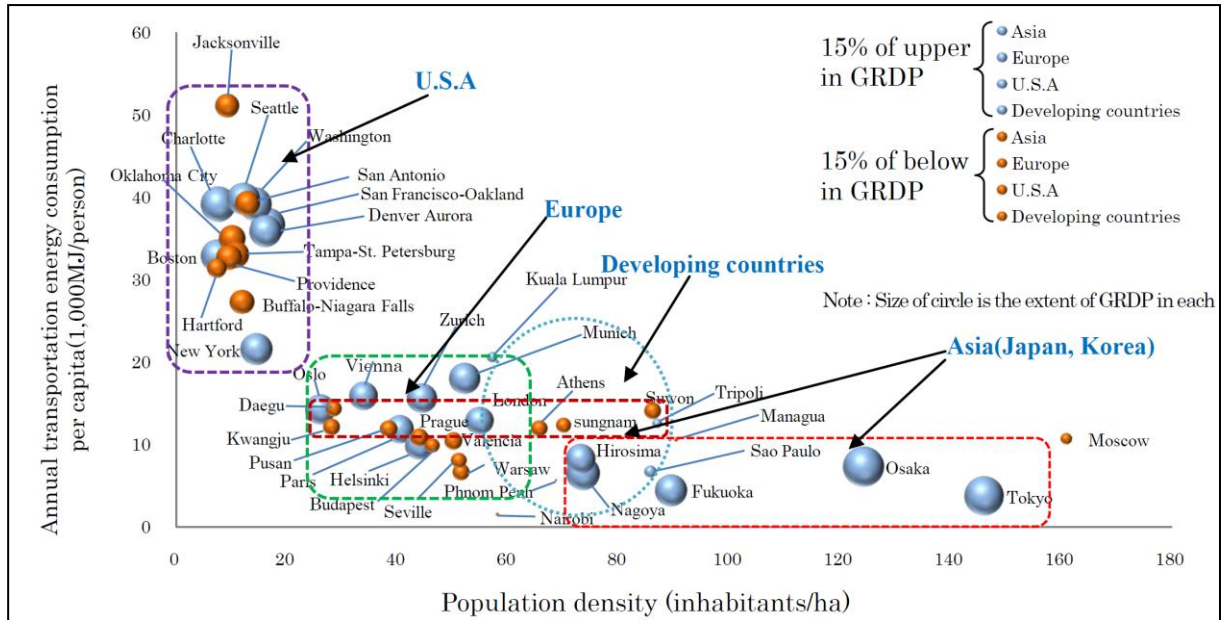 Annual transportation energy consumption
per capita(1,000MJ/person)
60
50
40
30
20
10
0
Jacksonville
U.S.A
Seattle
Charlotte
Washington
Oklahoma City
San Antonio
San Francisco-Oakland
Denver Aurora
Boston
Tampa-St. Petersburg
Providence
Hartford
Buffalo-Niagara Falls
New York
Europe
Developing countries
Kuala Lumpur
Zurich
Munich
Asia(Japan, Korea)
Oslo
Vienna
Daegu
London
Athens
Suwon
Tripoli
Kwangju
Prague
Valencia
sungnam
Managua
Moscow
Pusan
Paris
Helsinki
Warsaw
Hirosima
Sao Paulo
Osaka
Budapest
Seville
Phnom Penh
Nairobi
Nagoya
Fukuoka
Tokyo
15% of upper
in GRDP
Asia
Europe
U.S.A
Developing countries
15% of below
in GRDP
Asia
Europe
U.S.A
Developing countries
Note : Size of circle is the extent of GRDP in each
0 20 40 60 80 100 120 140 160 180
Population density (inhabitants/ha)